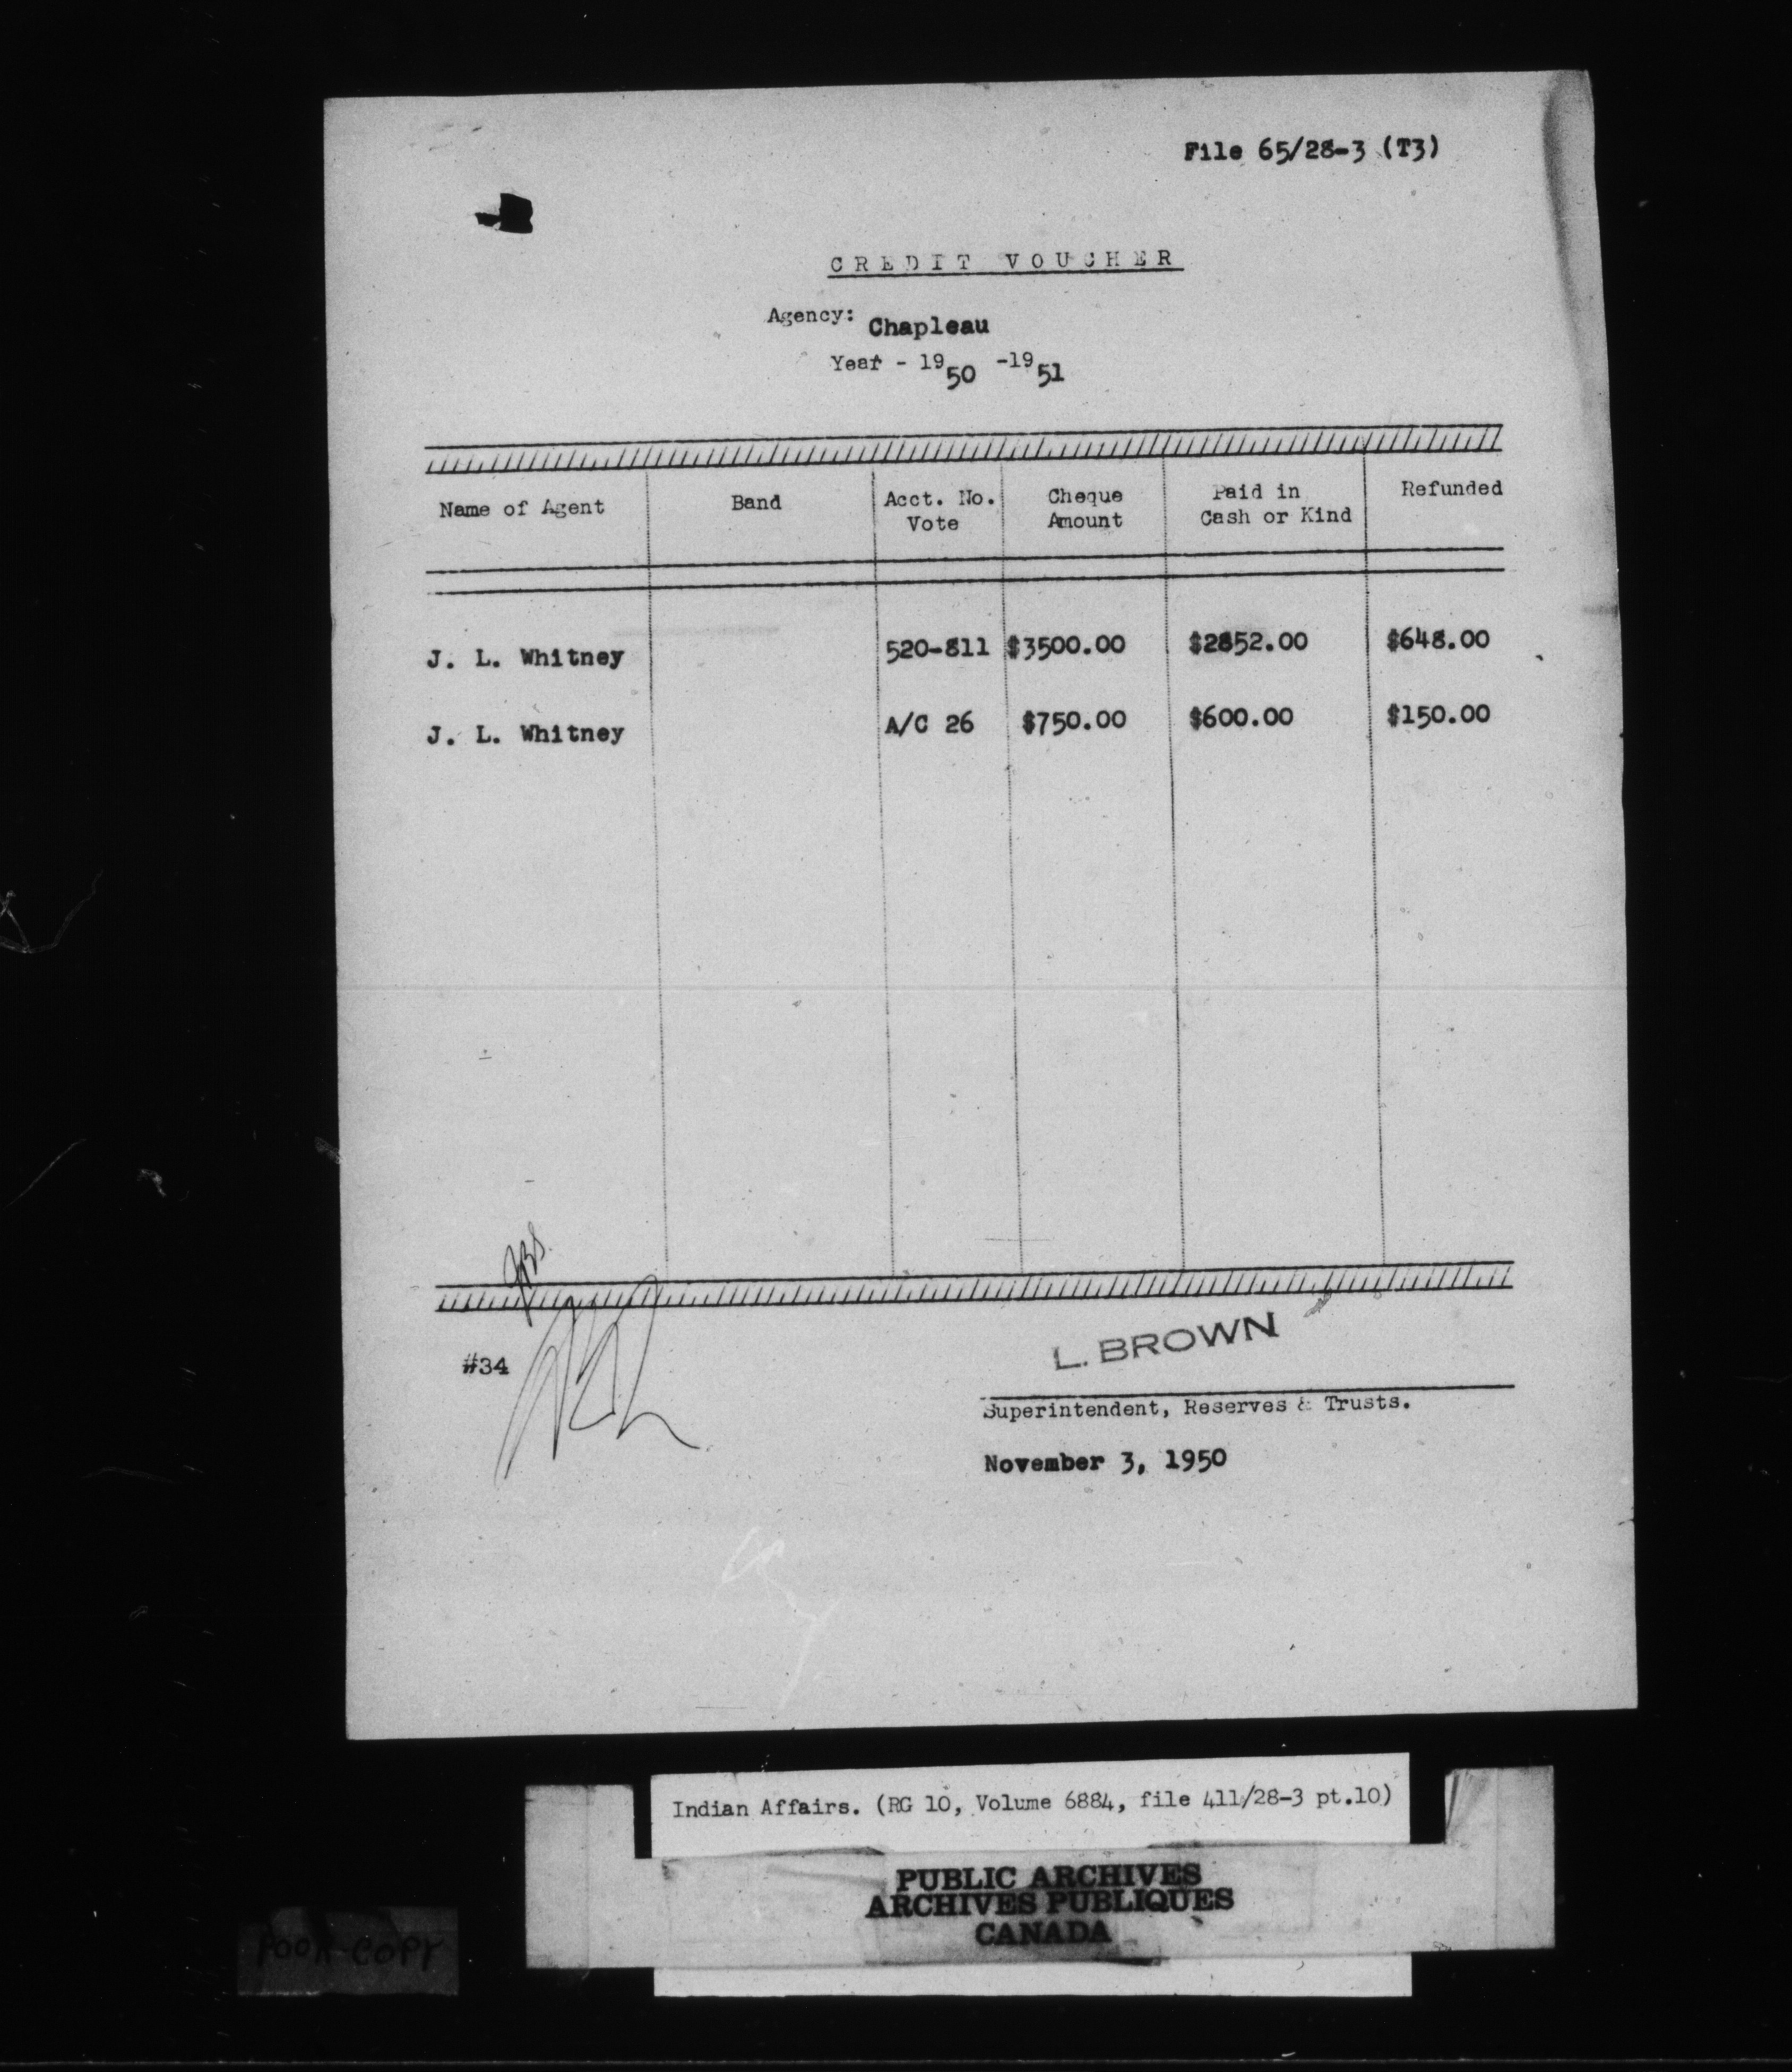 File 65/28-3 (T3)
CREDIT VOUCHER
Agency: Chapleau
Year - 1950 -1951
Name of Agent Band Acct. No. Vote Cheque Amount Paid in Cash or Kind Refunded
J. L. Whitney 520-811 $3500.00 $2852.00 $648.00
J. L. Whitney A/C 26 $750.00 $600.00 $150.00
#34
L. BROWN
Superintendent, Reserves & Trusts.
November 3, 1950
Indian Affairs. (RG 10, Volume 6884, file 411/28-3 pt.10)
PUBLIC ARCHIVES
ARCHIVES PUBLIQUES
CANADA
POOR COPY